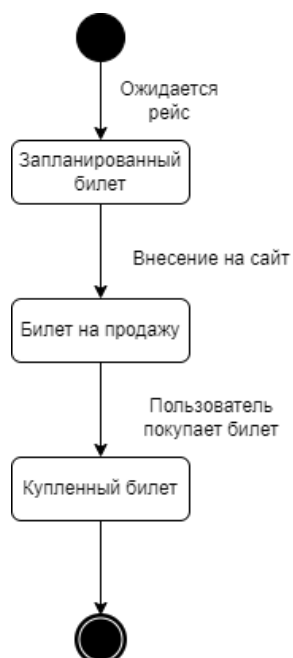 Ожидается
рейс
Запланированный
билет
Внесение на сайт
Билет на продажу
Пользователь
покупает билет
Купленный билет